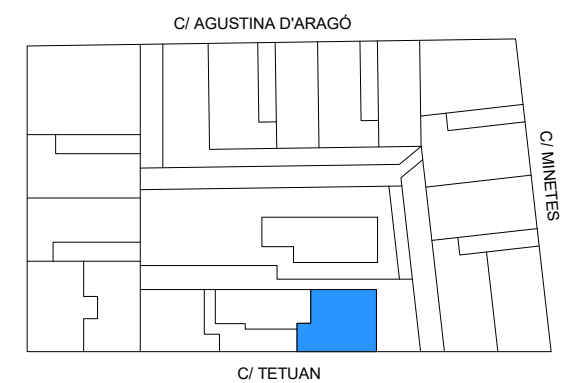 C/ AGUSTINA D'ARAGÓ
C/ MINETES
C/ TETUAN